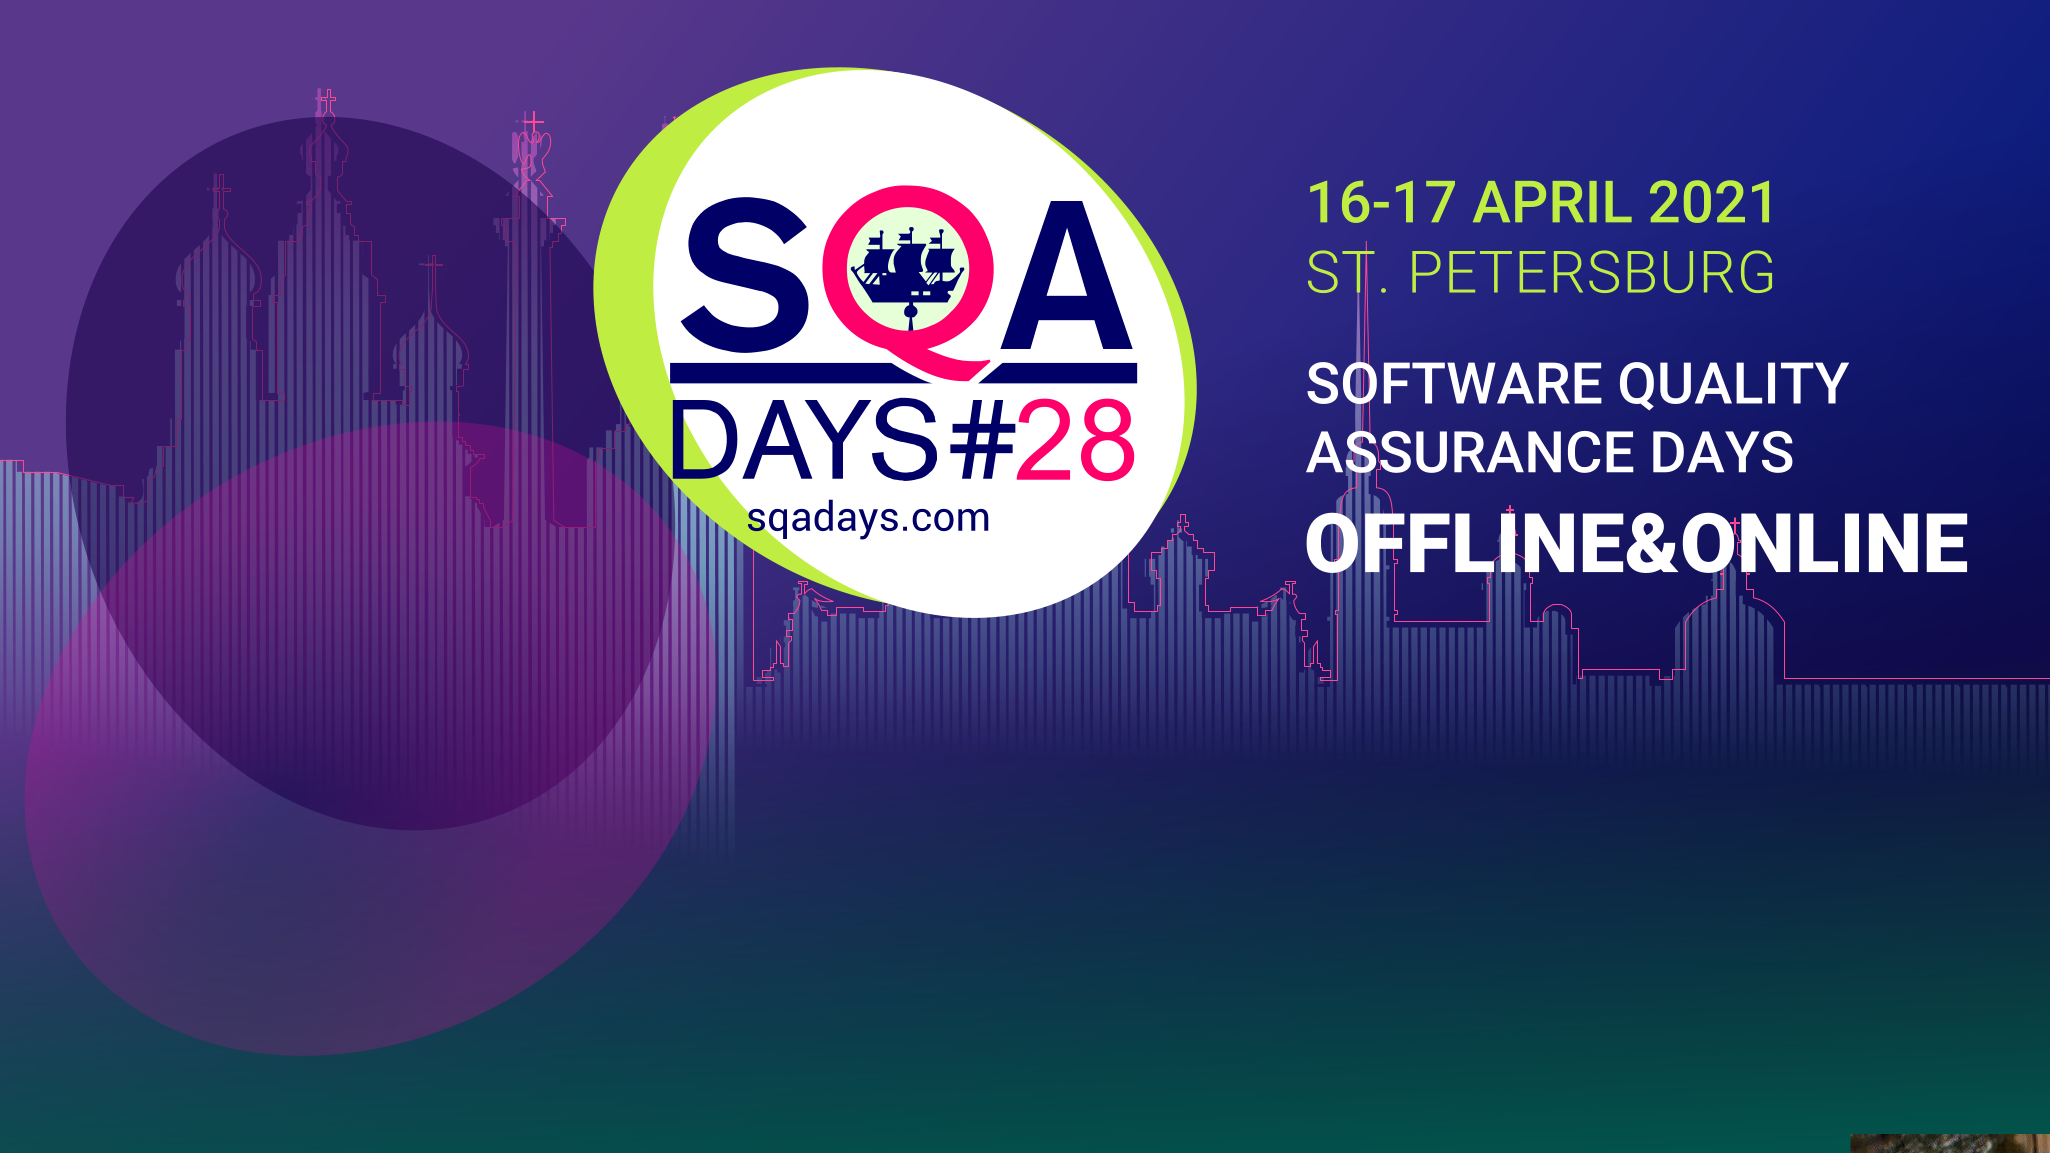 SQA
DAYS#28
sqadays.com
16-17 APRIL 2021
ST. PETERSBURG
SOFTWARE QUALITY
ASSURANCE DAYS
OFFLINE&ONLINE